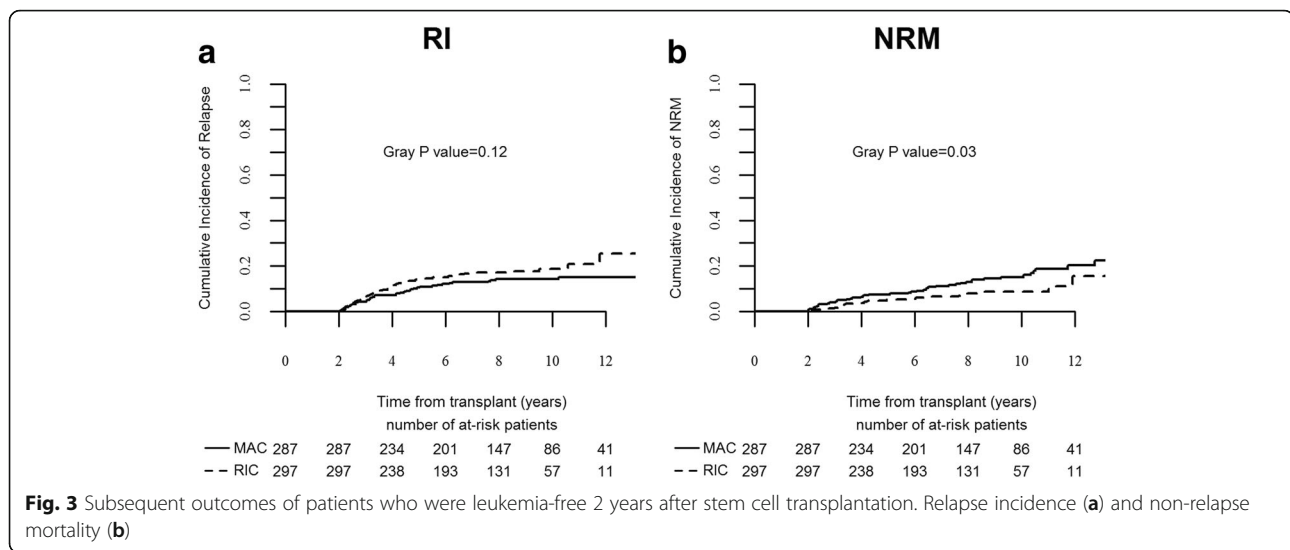 a
RI
Cumulative Incidence of Relapse
1.0
0.8
0.6
0.4
0.2
0.0
Gray P value=0.12
0 2 4 6 8 10 12
Time from transplant (years)
number of at-risk patients
MAC 287 287 234 201 147 86 41
RIC 297 297 238 193 131 57 11
b
NRM
Cumulative Incidence of NRM
1.0
0.8
0.6
0.4
0.2
0.0
Gray P value=0.03
0 2 4 6 8 10 12
Time from transplant (years)
number of at-risk patients
MAC 287 287 234 201 147 86 41
RIC 297 297 238 193 131 57 11
Fig. 3 Subsequent outcomes of patients who were leukemia-free 2 years after stem cell transplantation. Relapse incidence (a) and non-relapse
mortality (b)